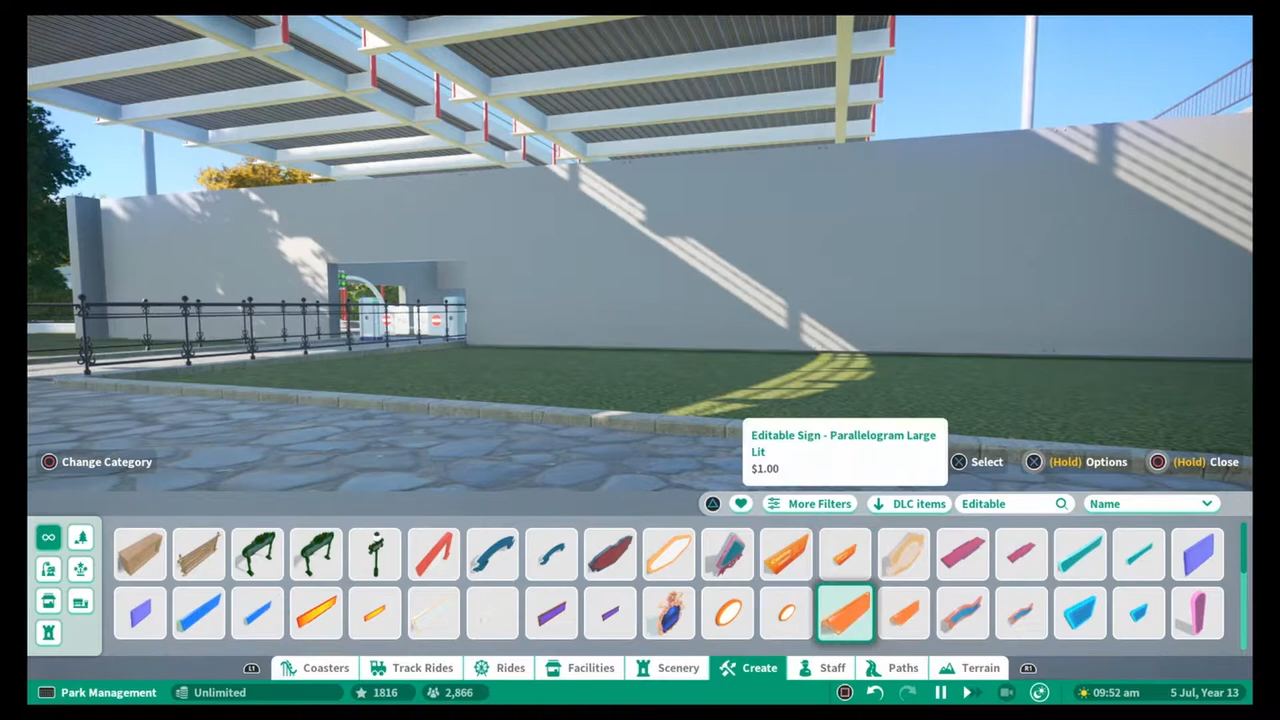 Editable Sign - Parallelogram Large
Lit
$1.00
Change Category
Select
(Hold) Options
(Hold) Close
More Filters
DLC items
Editable
Name
L1
Coasters
Track Rides
Rides
Facilities
Scenery
Create
Staff
Paths
Terrain
R1
Park Management
Unlimited
1816
2,866
09:52 am
5 Jul, Year 13